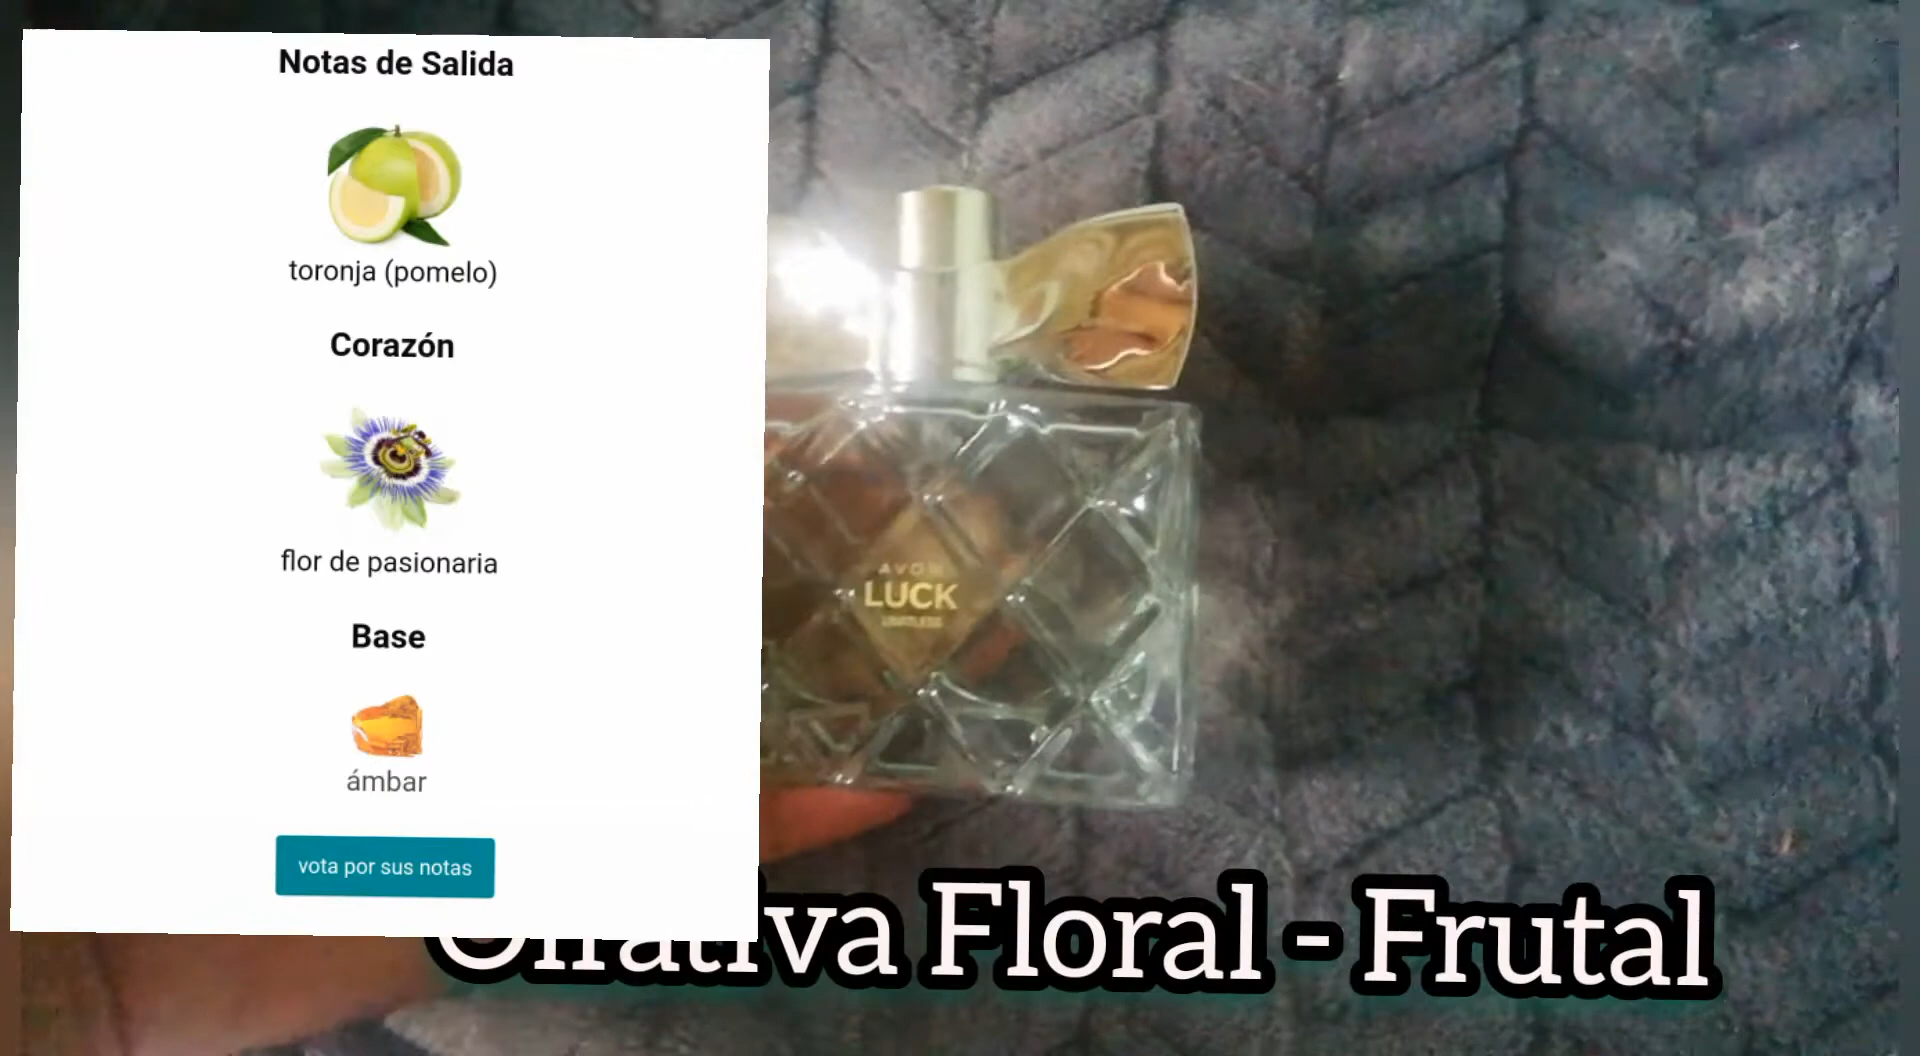 Notas de Salida
toronja (pomelo)
Corazón
flor de pasionaria
Base
ámbar
vota por sus notas
AVON
LUCK
LIMITLESS
Floral - Frutal